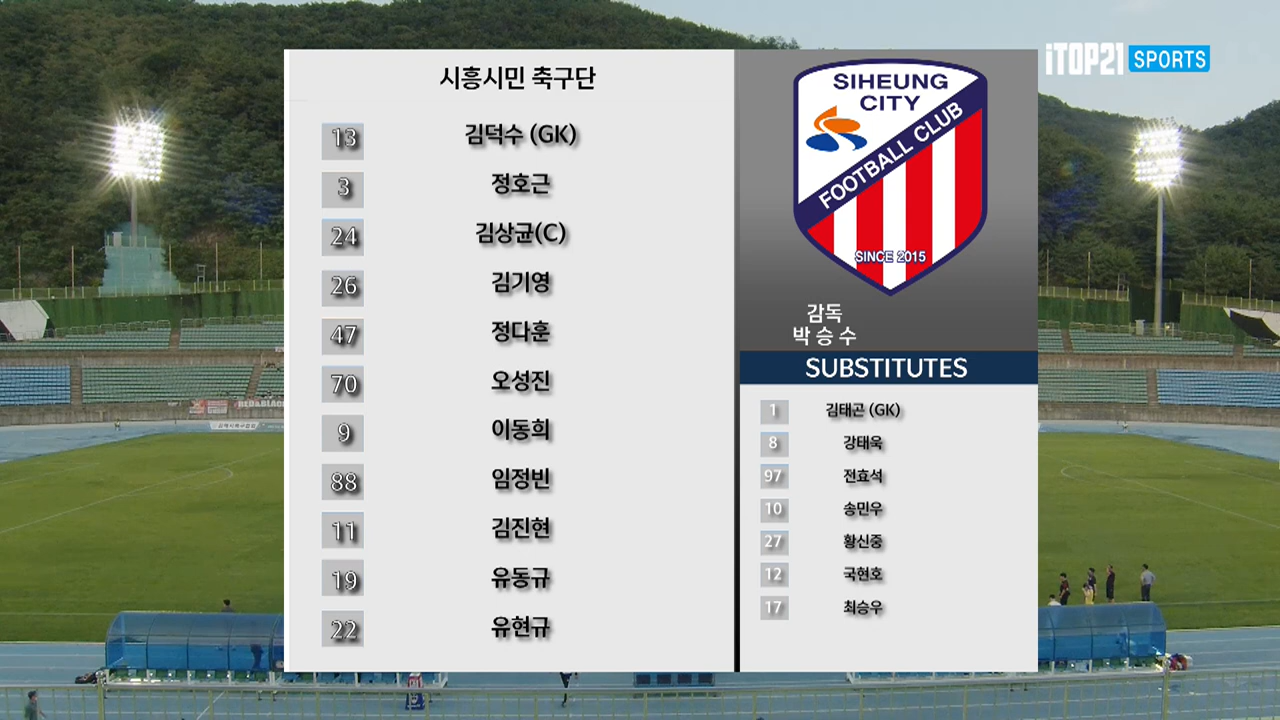 시흥시민 축구단
13 김덕수 (GK)
3 정호근
24 김상균(C)
26 김기영
47 정다훈
70 오성진
9 이동희
88 임정빈
11 김진현
19 유동규
22 유현규
SIHEUNG
CITY
FOOTBALL CLUB
SINCE 2015
감독
박 승 수
SUBSTITUTES
1 김태곤 (GK)
8 강태욱
97 전효석
10 송민우
27 황신중
12 국현호
17 최승우
iTOP21 SPORTS